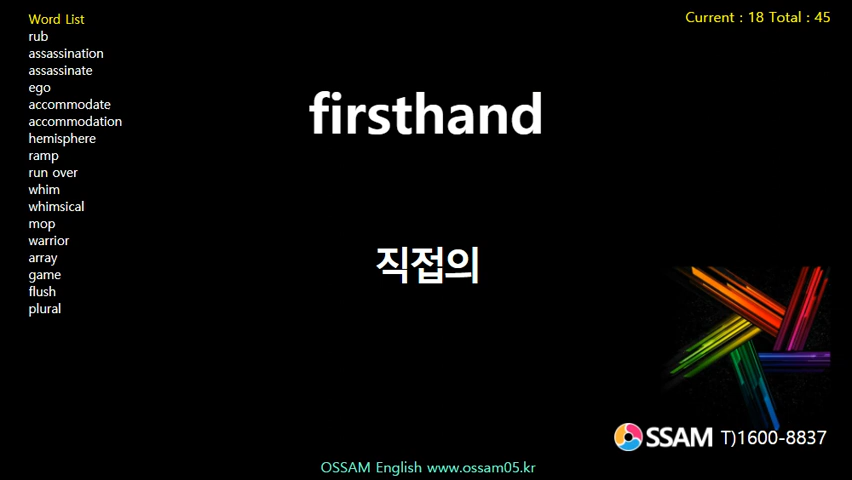 Word List
rub
assassination
assassinate
ego
accommodate
accommodation
hemisphere
ramp
run over
whim
whimsical
mop
warrior
array
game
flush
plural
Current : 18 Total : 45
firsthand
직접의
SSAM T)1600-8837
OSSAM English www.ossam05.kr